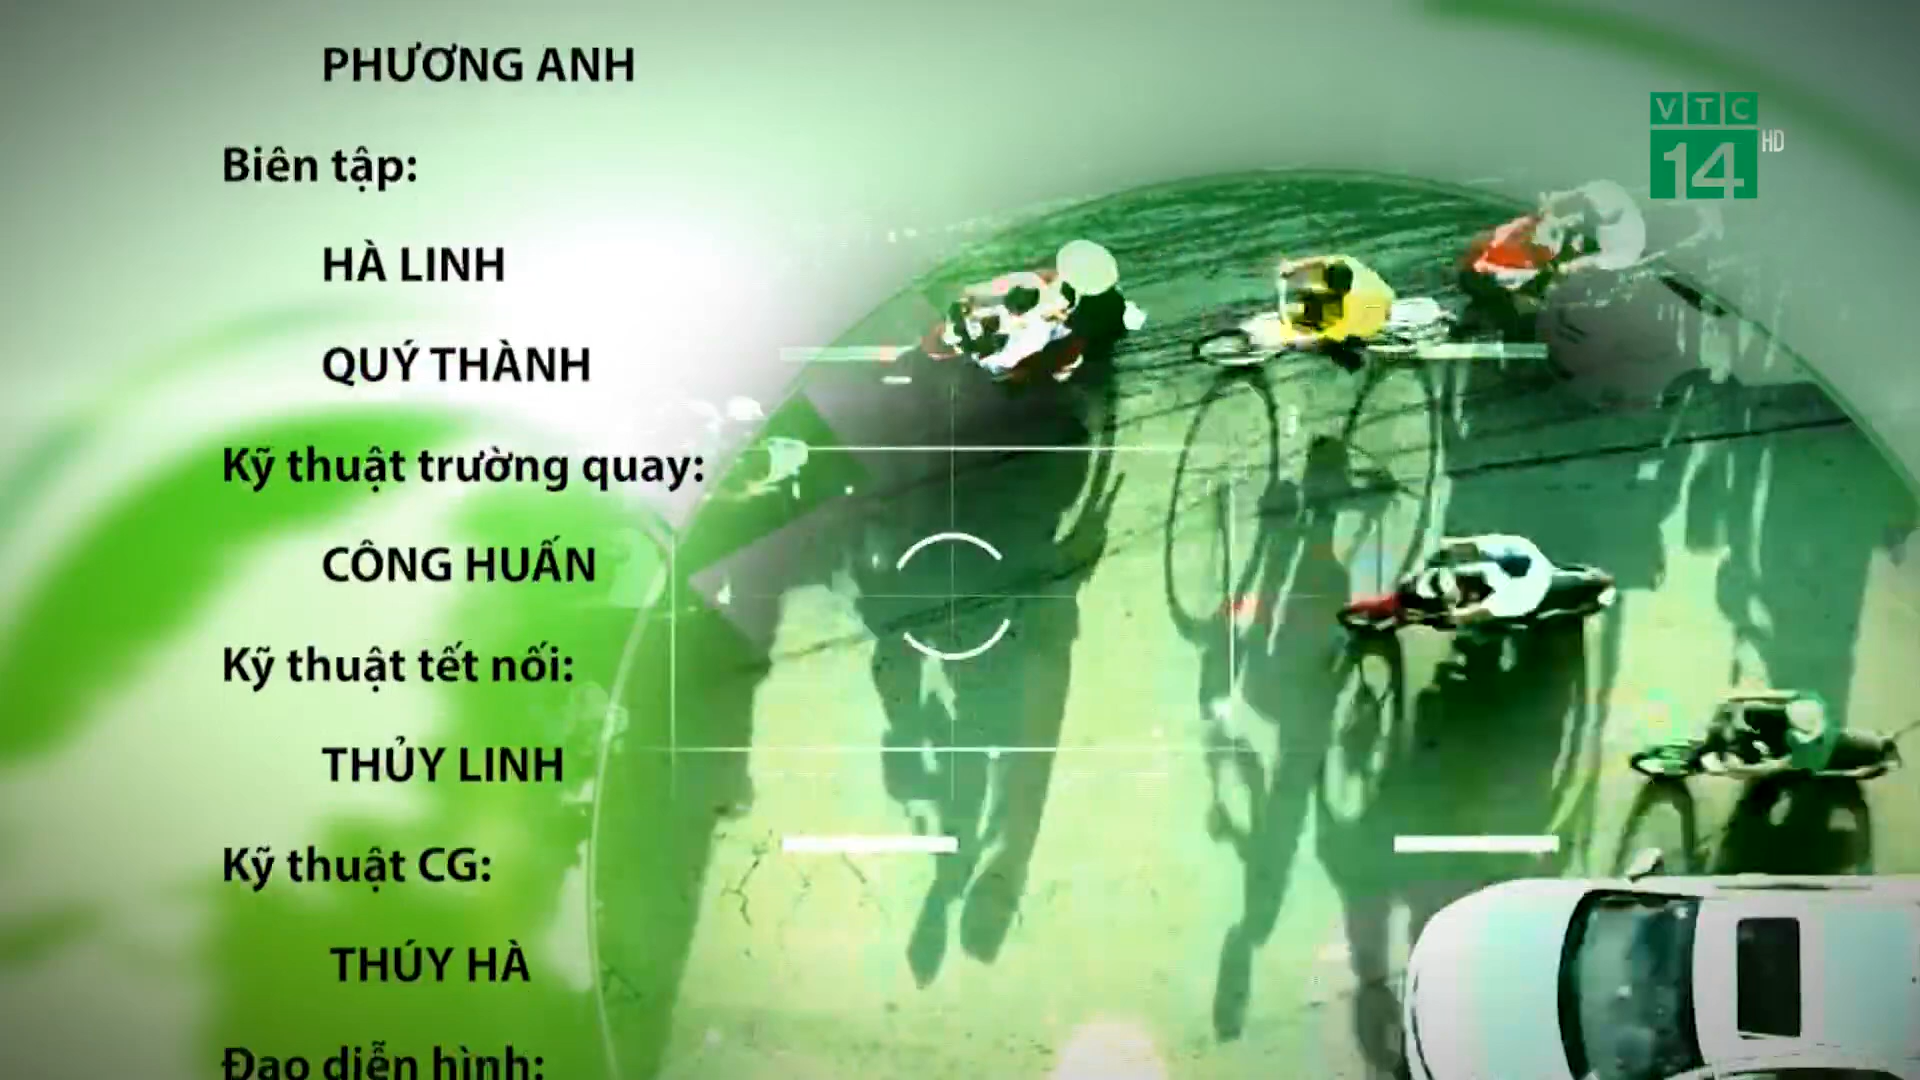 PHƯƠNG ANH
Biên tập:
HÀ LINH
QUÝ THÀNH
Kỹ thuật trường quay:
CÔNG HUẤN
Kỹ thuật tết nối:
THỦY LINH
Kỹ thuật CG:
THÚY HÀ
Đạo diễn hình:
VTC
14 HD